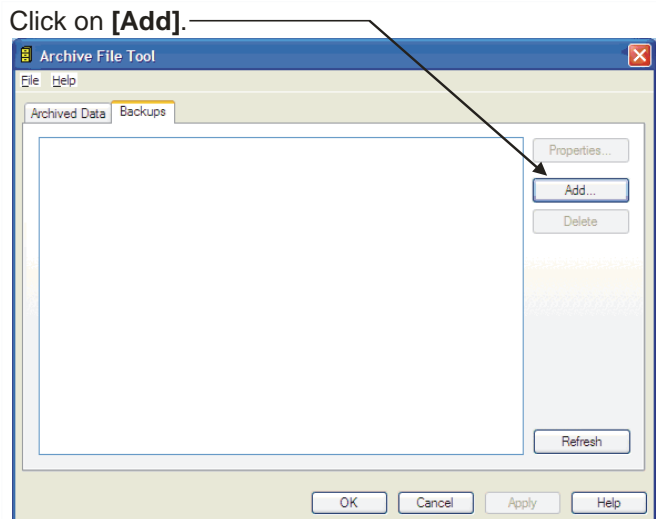 Click on [Add].
Archive File Tool
File Help
Archived Data Backups
Properties...
Add...
Delete
Refresh
OK Cancel Apply Help